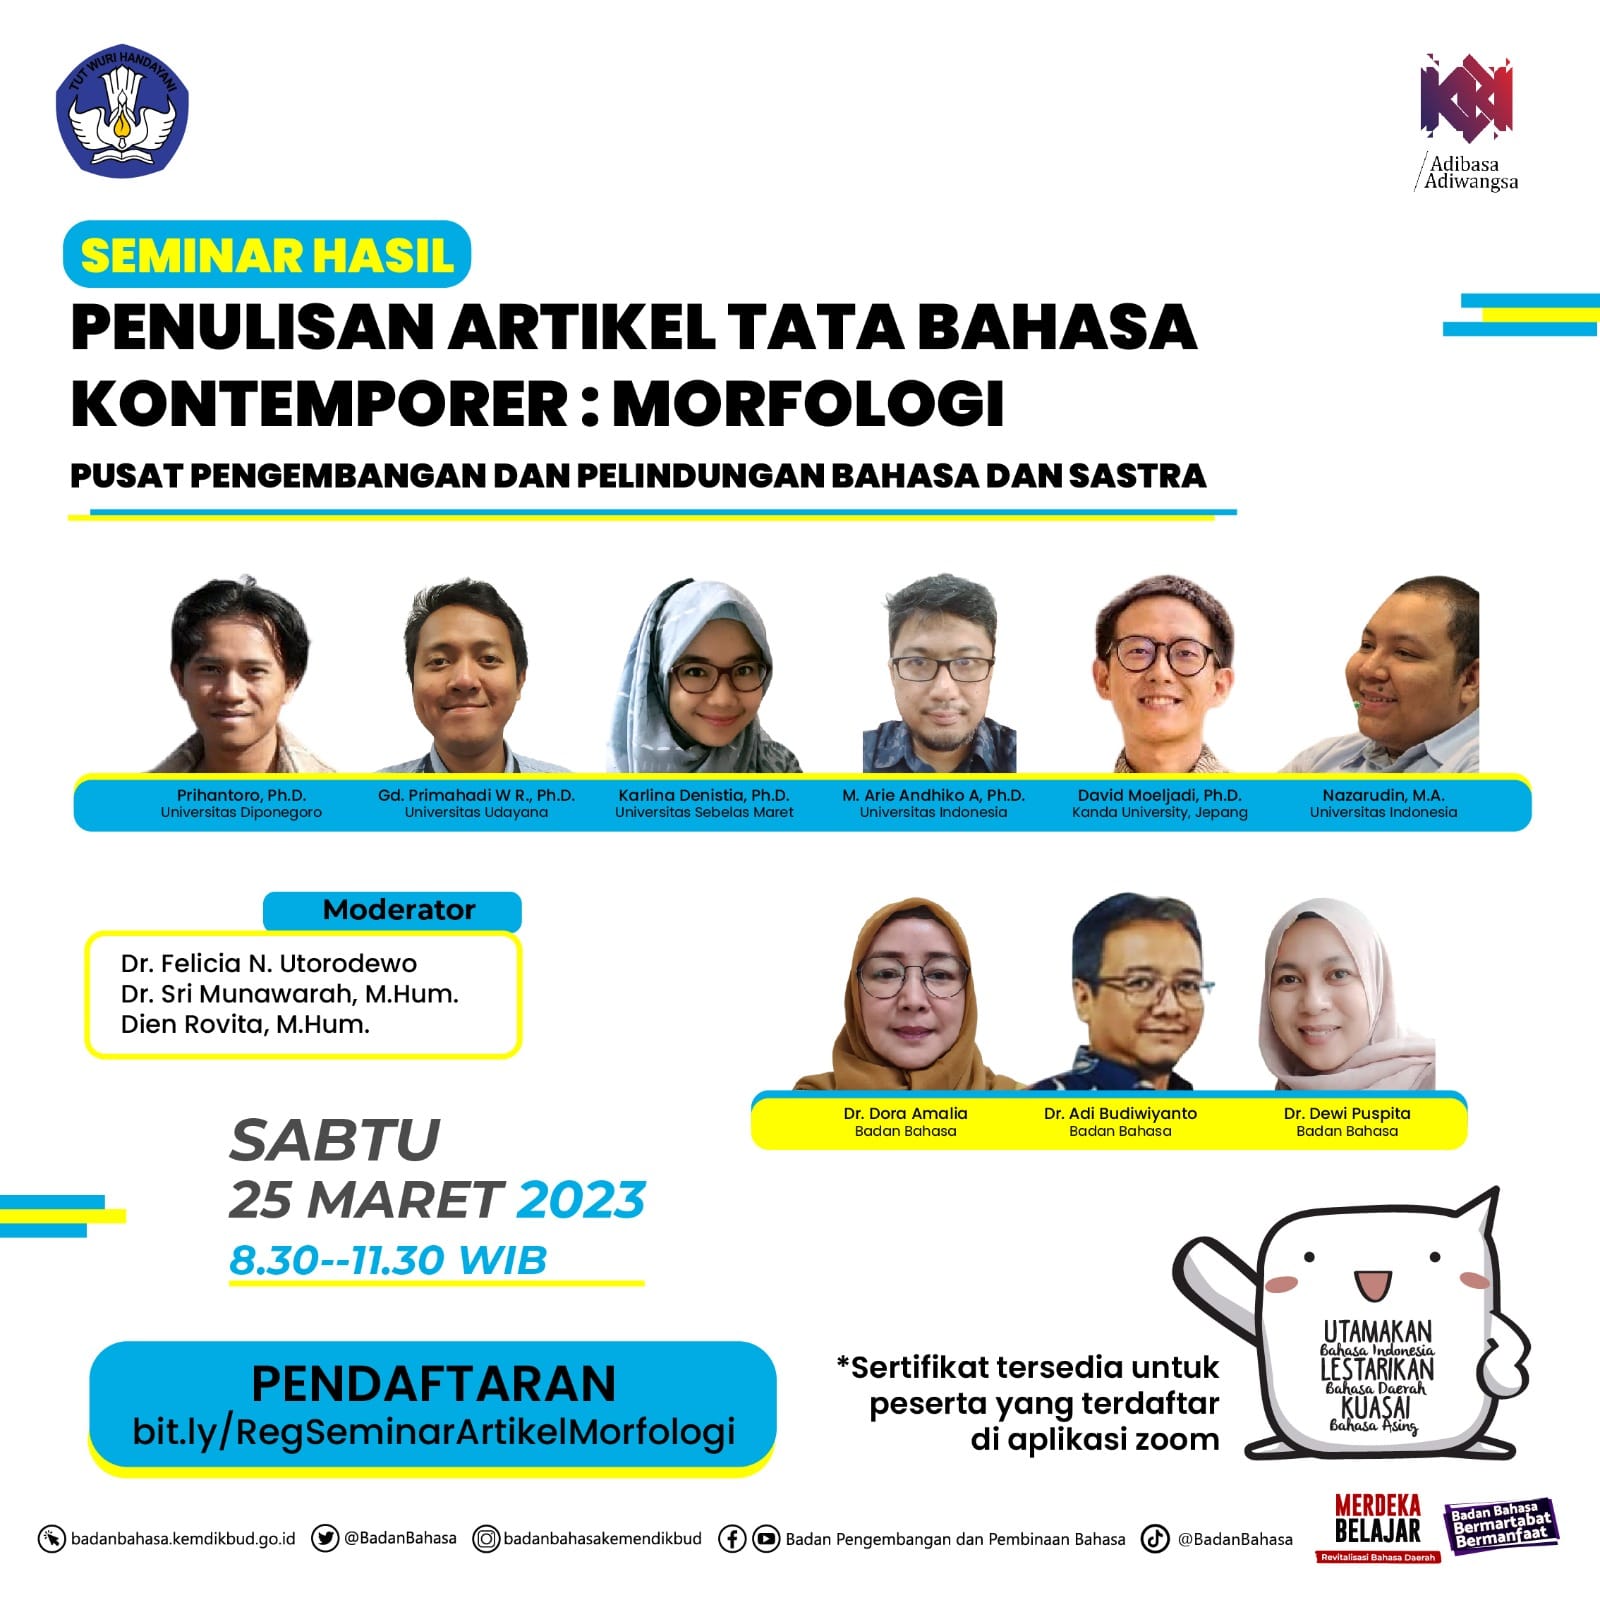 TUT WURI HANDAYANI
Adibasa
Adiwangsa
SEMINAR HASIL
PENULISAN ARTIKEL TATA BAHASA
KONTEMPORER : MORFOLOGI
PUSAT PENGEMBANGAN DAN PELINDUNGAN BAHASA DAN SASTRA
Prihantoro, Ph.D.
Universitas Diponegoro
Gd. Primahadi W R., Ph.D.
Universitas Udayana
Karlina Denistia, Ph.D.
Universitas Sebelas Maret
M. Arie Andhiko A, Ph.D.
Universitas Indonesia
David Moeljadi, Ph.D.
Kanda University, Jepang
Nazarudin, M.A.
Universitas Indonesia
Moderator
Dr. Felicia N. Utorodewo
Dr. Sri Munawarah, M.Hum.
Dien Rovita, M.Hum.
Dr. Dora Amalia
Badan Bahasa
Dr. Adi Budiwiyanto
Badan Bahasa
Dr. Dewi Puspita
Badan Bahasa
SABTU
25 MARET 2023
8.30--11.30 WIB
PENDAFTARAN
bit.ly/RegSeminarArtikelMorfologi
*Sertifikat tersedia untuk
peserta yang terdaftar
di aplikasi zoom
UTAMAKAN
Bahasa Indonesia
LESTARIKAN
Bahasa Daerah
KUASAI
Bahasa Asing
badanbahasa.kemdikbud.go.id
@BadanBahasa
badanbahasakemendikbud
Badan Pengembangan dan Pembinaan Bahasa
@BadanBahasa
MERDEKA
BELAJAR
Revitalisasi Bahasa Daerah
Badan Bahasa
Bermartabat
Bermanfaat